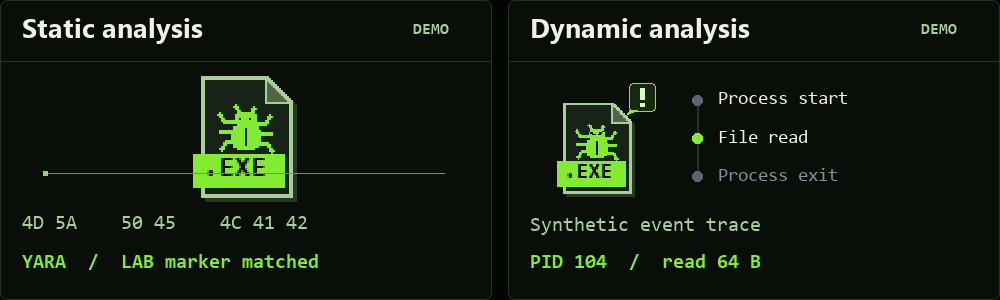 Static analysis
DEMO
.EXE
4D 5A 50 45 4C 41 42
YARA / LAB marker matched
Dynamic analysis
DEMO
!
.EXE
Process start
File read
Process exit
Synthetic event trace
PID 104 / read 64 B